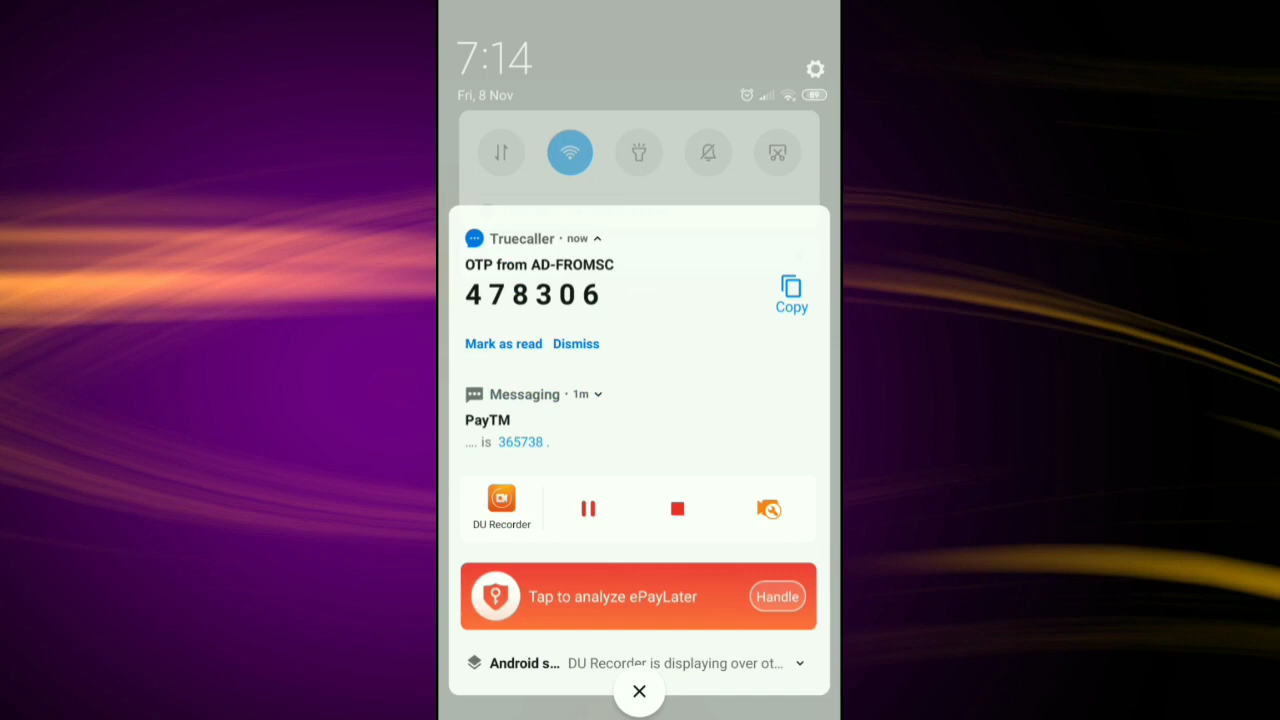 7:14
Fri, 8 Nov
89
Truecaller · now
OTP from AD-FROMSC
478306
Copy
Mark as read Dismiss
Messaging · 1m
PayTM
.... is 365738 .
DU Recorder
Tap to analyze ePayLater
Handle
Android s... DU Recorder is displaying over ot...